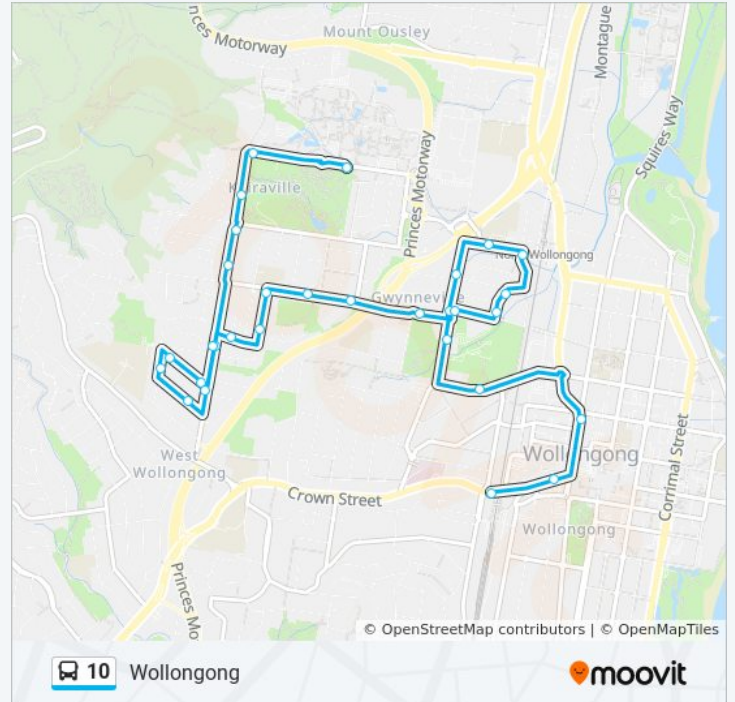 Princes Motorway
Mount Ousley
Montague
Squires Way
Keiraville
Princes Motorway
North Wollongong
Gwynneville
West
Wollongong
Wollongong
Crown Street
Corrimal Street
Wollongong
Princes Mo
© OpenStreetMap contributors | © OpenMapTiles
10 Wollongong
moovit